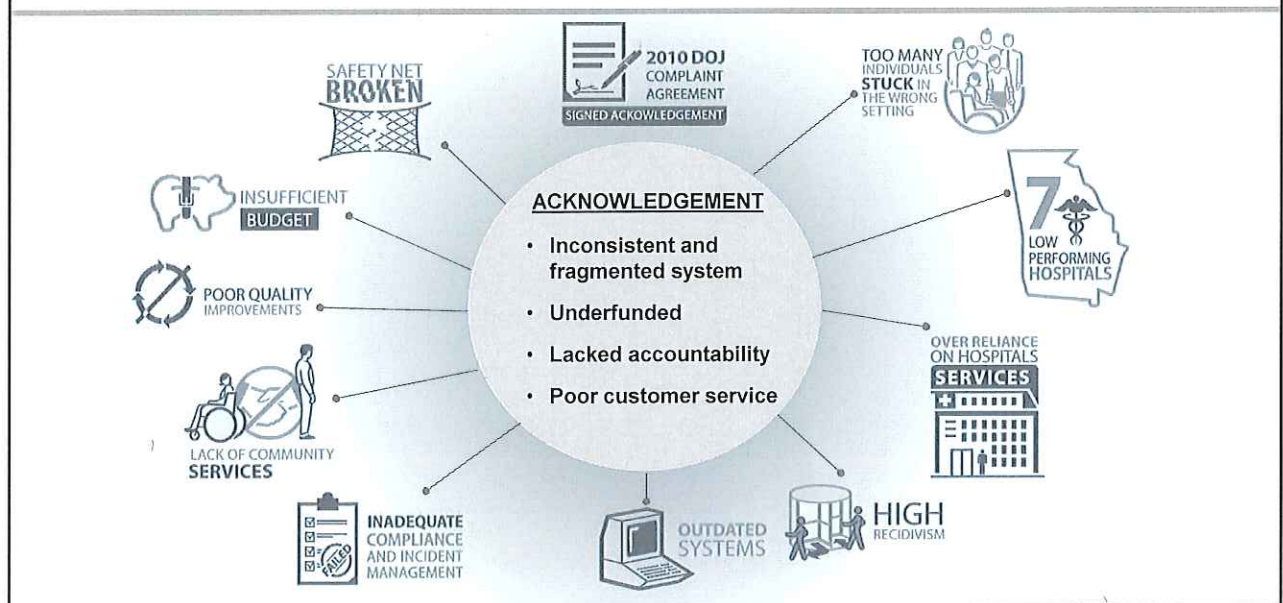 2010 DOJ
COMPLAINT
AGREEMENT
SIGNED ACKOWLEDGEMENT
TOO MANY
INDIVIDUALS
STUCK IN
THE WRONG
SETTING
7
LOW
PERFORMING
HOSPITALS
OVER RELIANCE
ON HOSPITALS
SERVICES
HIGH
RECIDIVISM
OUTDATED
SYSTEMS
INADEQUATE
COMPLIANCE
AND INCIDENT
MANAGEMENT
FAILED
LACK OF COMMUNITY
SERVICES
POOR QUALITY
IMPROVEMENTS
INSUFFICIENT
BUDGET
SAFETY NET
BROKEN
ACKNOWLEDGEMENT
• Inconsistent and
fragmented system
• Underfunded
• Lacked accountability
• Poor customer service